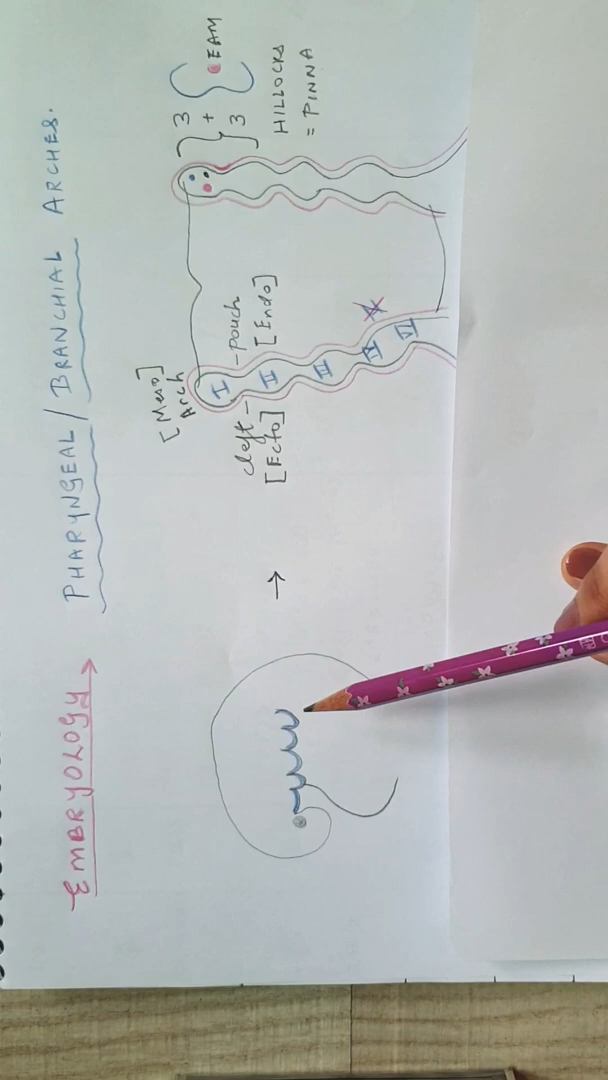 EMBRYOLOGY → PHARYNGEAL / BRANCHIAL ARCHES.
[Meso]
Arch
I
cleft - - pouch
[Ecto] II [Endo]
III
IV
VI
→
3
+
3
EAM
HILLOCKS
= PINNA